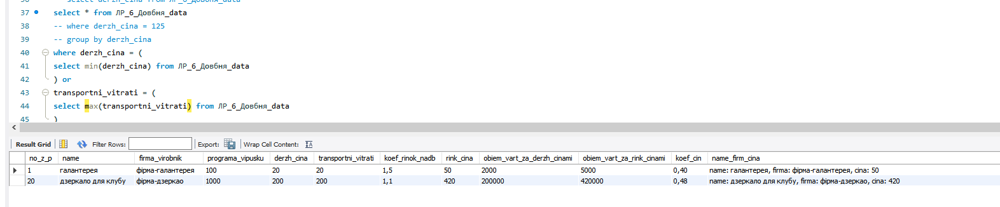 select derzh_cina from ЛР_6_Довбня_data
37 select * from ЛР_6_Довбня_data
38 -- where derzh_cina = 125
39 -- group by derzh_cina
40 where derzh_cina = (
41 select min(derzh_cina) from ЛР_6_Довбня_data
42 ) or
43 transportni_vitrati = (
44 select max(transportni_vitrati) from ЛР_6_Довбня_data
45 )
Result Grid Filter Rows: Export: Wrap Cell Content:
no_z_p name firma_virobnik programa_vipusku derzh_cina transportni_vitrati koef_rinok_nadb rink_cina obiem_vart_za_derzh_cinami obiem_vart_za_rink_cinami koef_cin name_firm_cina
1 галантерея фірма-галантерея 100 20 20 1,5 50 2000 5000 0,40 name: галантерея, firma: фірма-галантерея, cina: 50
20 дзеркало для клубу фірма-дзеркао 1000 200 200 1,1 420 200000 420000 0,48 name: дзеркало для клубу, firma: фірма-дзеркао, cina: 420